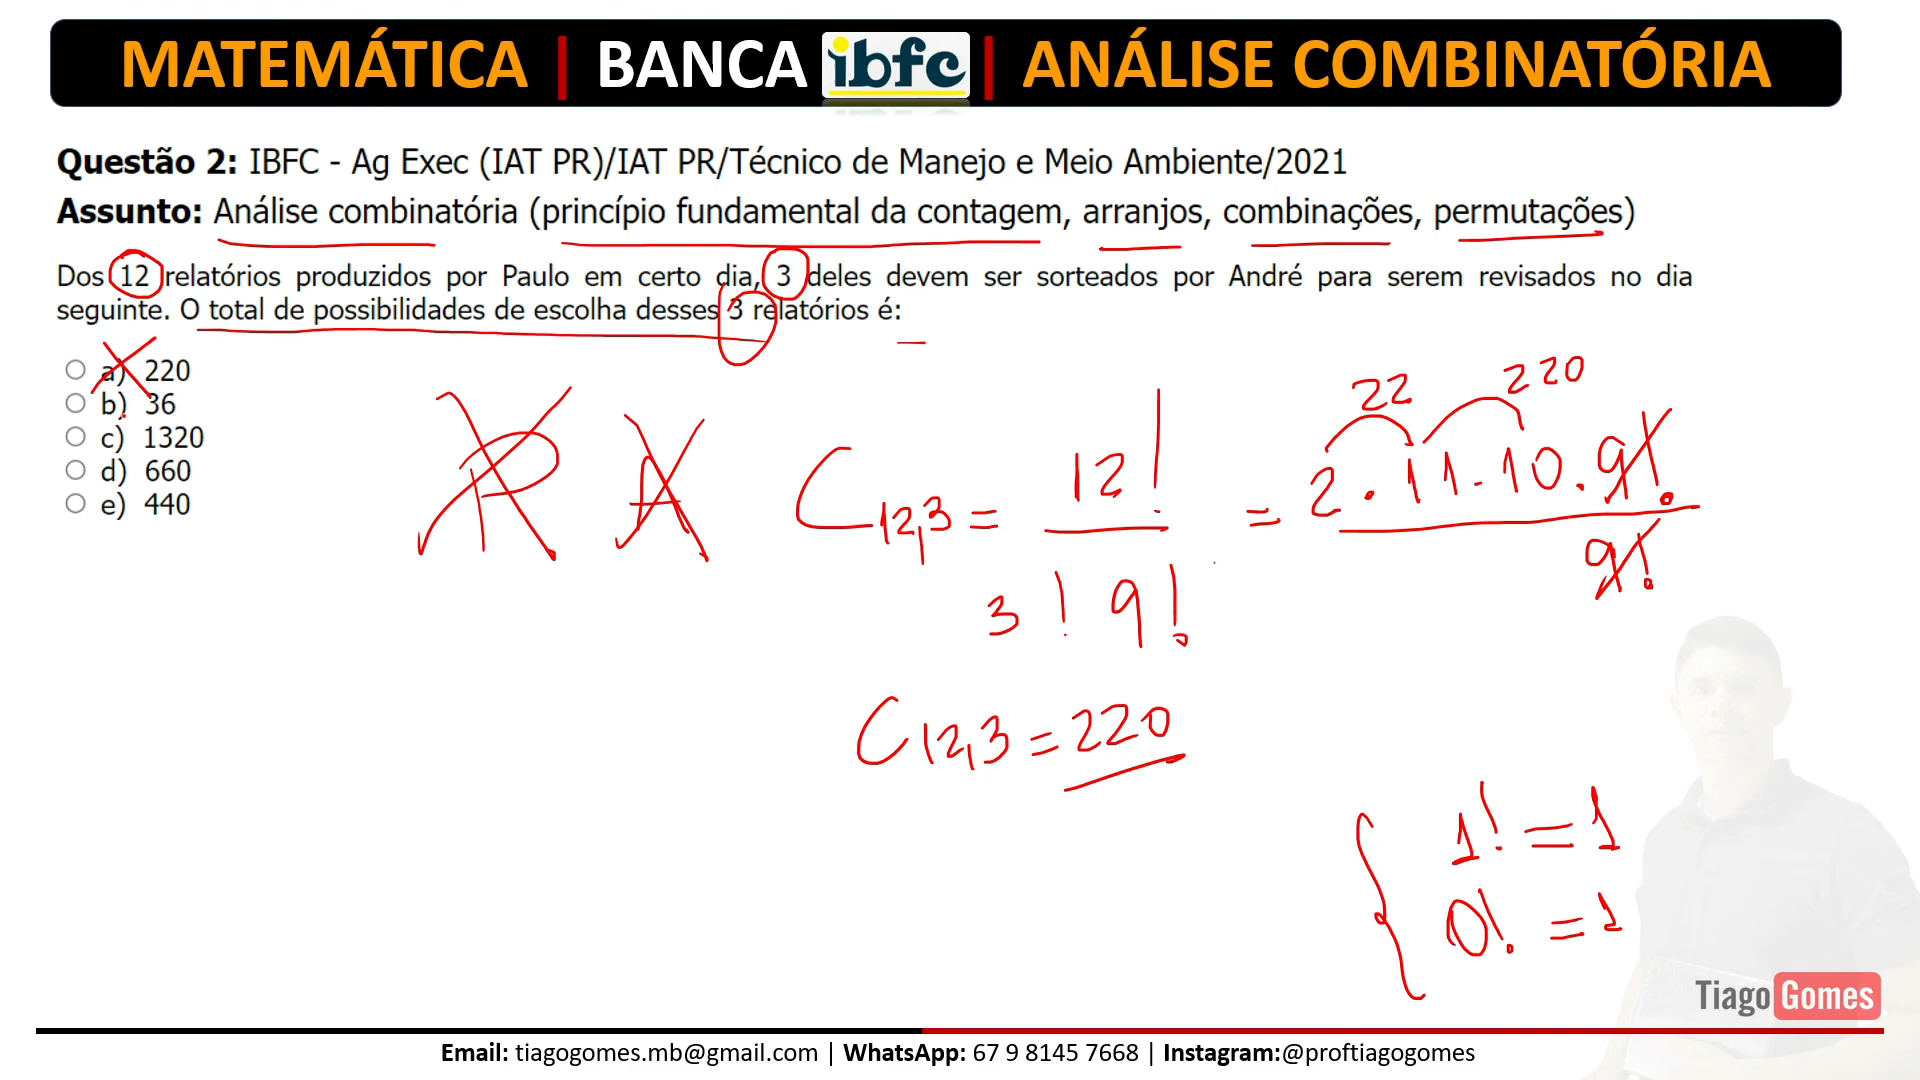 MATEMÁTICA | BANCA ibfc | ANÁLISE COMBINATÓRIA
Questão 2: IBFC - Ag Exec (IAT PR)/IAT PR/Técnico de Manejo e Meio Ambiente/2021
Assunto: Análise combinatória (princípio fundamental da contagem, arranjos, combinações, permutações)
Dos 12 relatórios produzidos por Paulo em certo dia, 3 deles devem ser sorteados por André para serem revisados no dia
seguinte. O total de possibilidades de escolha desses 3 relatórios é:
a) 220
b) 36
c) 1320
d) 660
e) 440
P A
C12,3 = 12! / 3! 9! = 2 . 11 . 10 . 9! / 9!
22 220
C12,3 = 220
1! = 1
0! = 1
Tiago Gomes
Email: tiagogomes.mb@gmail.com | WhatsApp: 67 9 8145 7668 | Instagram:@proftiagogomes